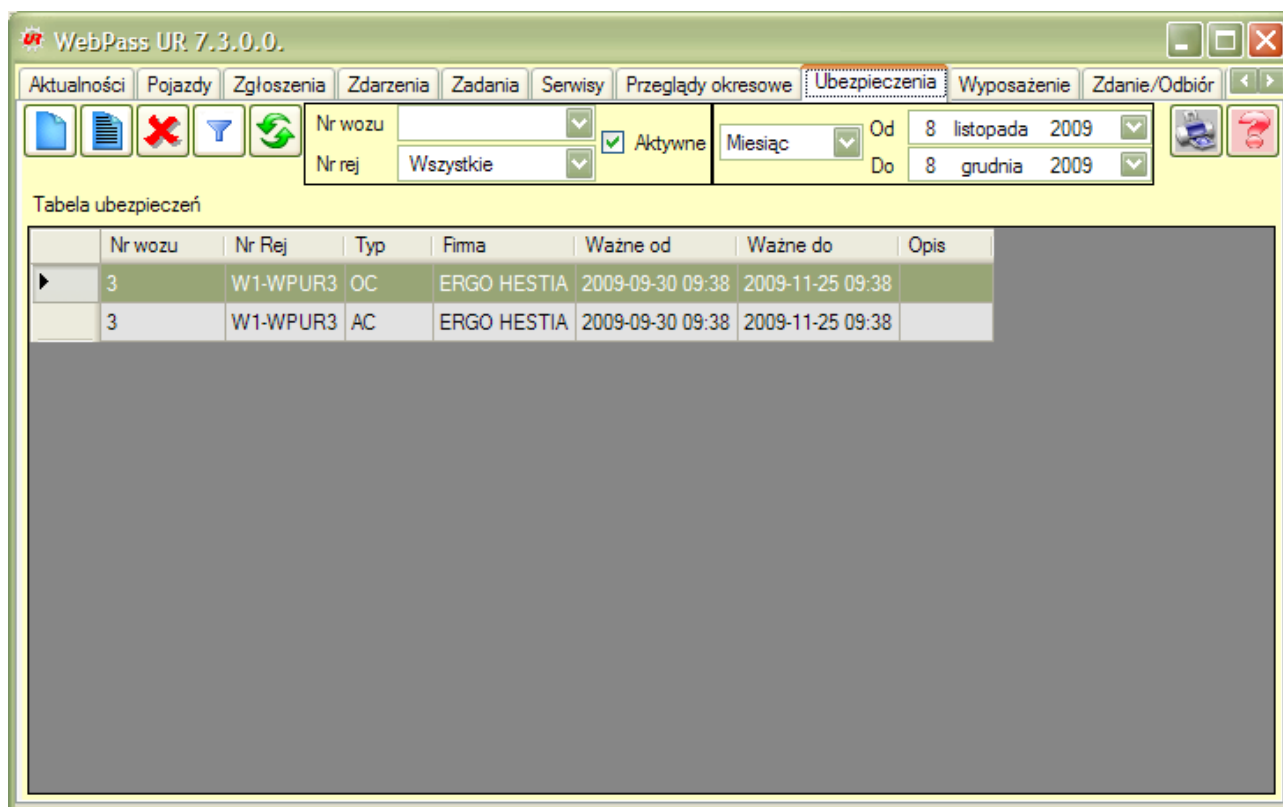 WebPass UR 7.3.0.0.
Aktualności Pojazdy Zgłoszenia Zdarzenia Zadania Serwisy Przeglądy okresowe Ubezpieczenia Wyposażenie Zdanie/Odbiór
Nr wozu Aktywne Miesiąc Od 8 listopada 2009
Nr rej Wszystkie Do 8 grudnia 2009
Tabela ubezpieczeń
Nr wozu Nr Rej Typ Firma Ważne od Ważne do Opis
3 W1-WPUR3 OC ERGO HESTIA 2009-09-30 09:38 2009-11-25 09:38
3 W1-WPUR3 AC ERGO HESTIA 2009-09-30 09:38 2009-11-25 09:38